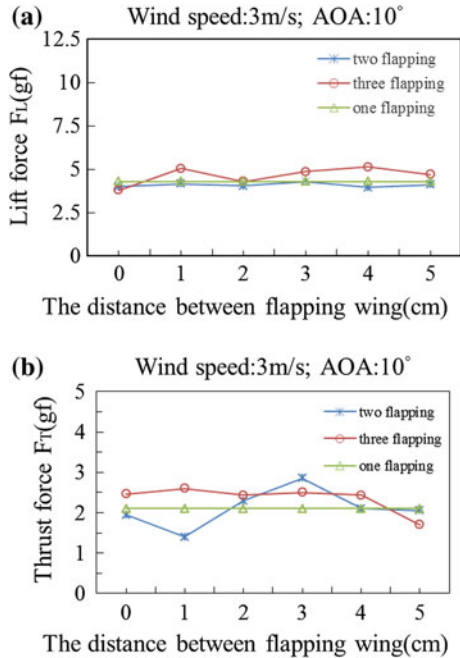 (a)
Wind speed:3m/s; AOA:10°
12.5
10
7.5
5
2.5
0
Lift force FL(gf)
two flapping
three flapping
one flapping
0 1 2 3 4 5
The distance between flapping wing(cm)
(b)
Wind speed:3m/s; AOA:10°
5
4
3
2
1
0
Thrust force FT(gf)
two flapping
three flapping
one flapping
0 1 2 3 4 5
The distance between flapping wing(cm)